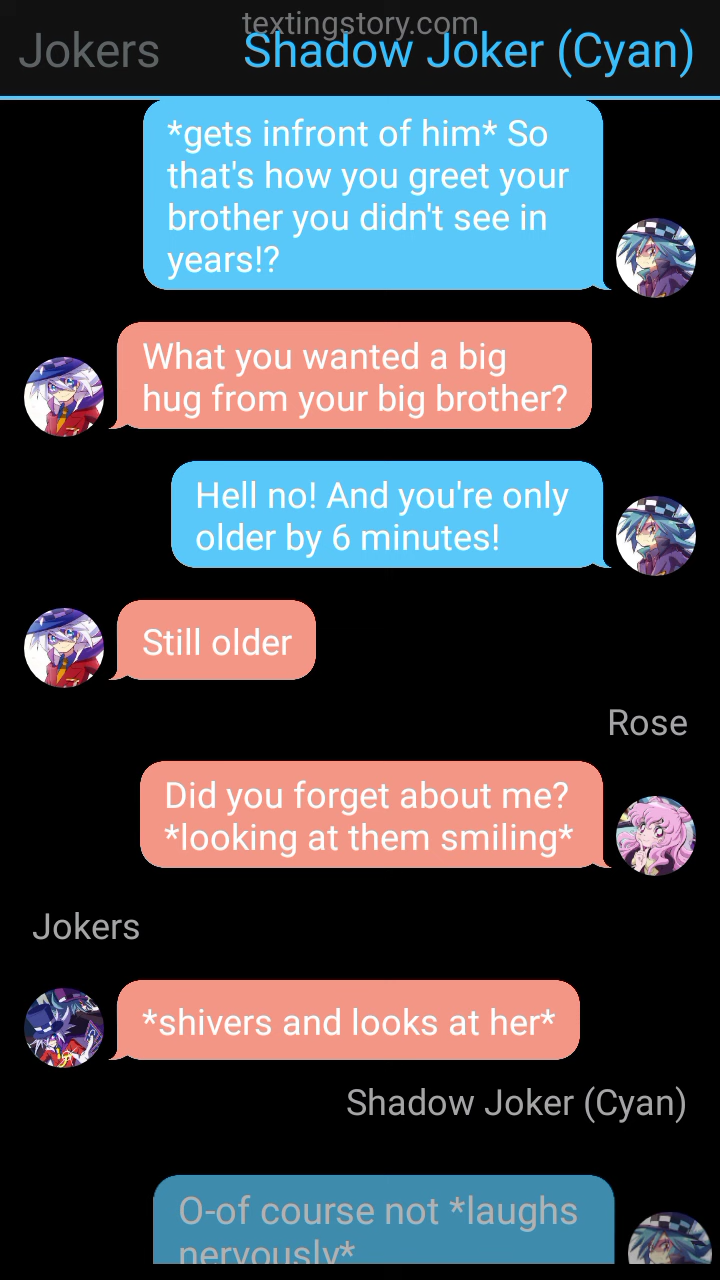 textingstory.com
Jokers
Shadow Joker (Cyan)
*gets infront of him* So
that's how you greet your
brother you didn't see in
years!?
What you wanted a big
hug from your big brother?
Hell no! And you're only
older by 6 minutes!
Still older
Rose
Did you forget about me?
*looking at them smiling*
Jokers
*shivers and looks at her*
Shadow Joker (Cyan)
O-of course not *laughs
nervously*